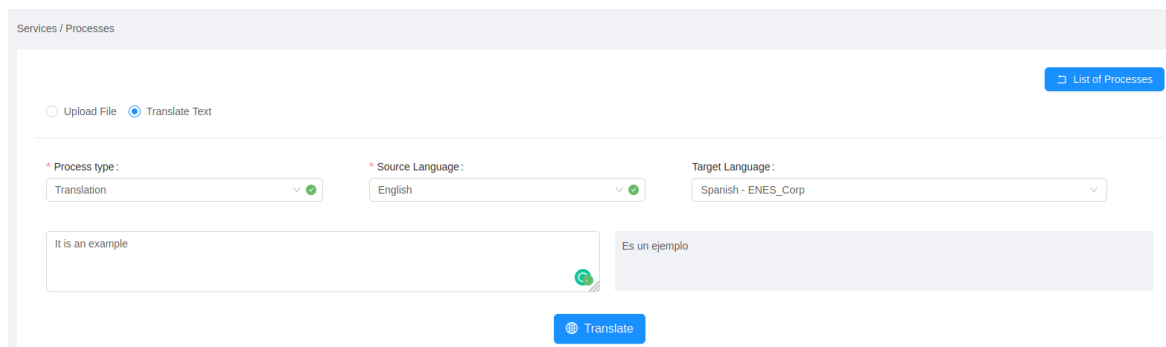 Services / Processes
List of Processes
Upload File Translate Text
* Process type: * Source Language: Target Language:
Translation English Spanish - ENES_Corp
It is an example Es un ejemplo
Translate